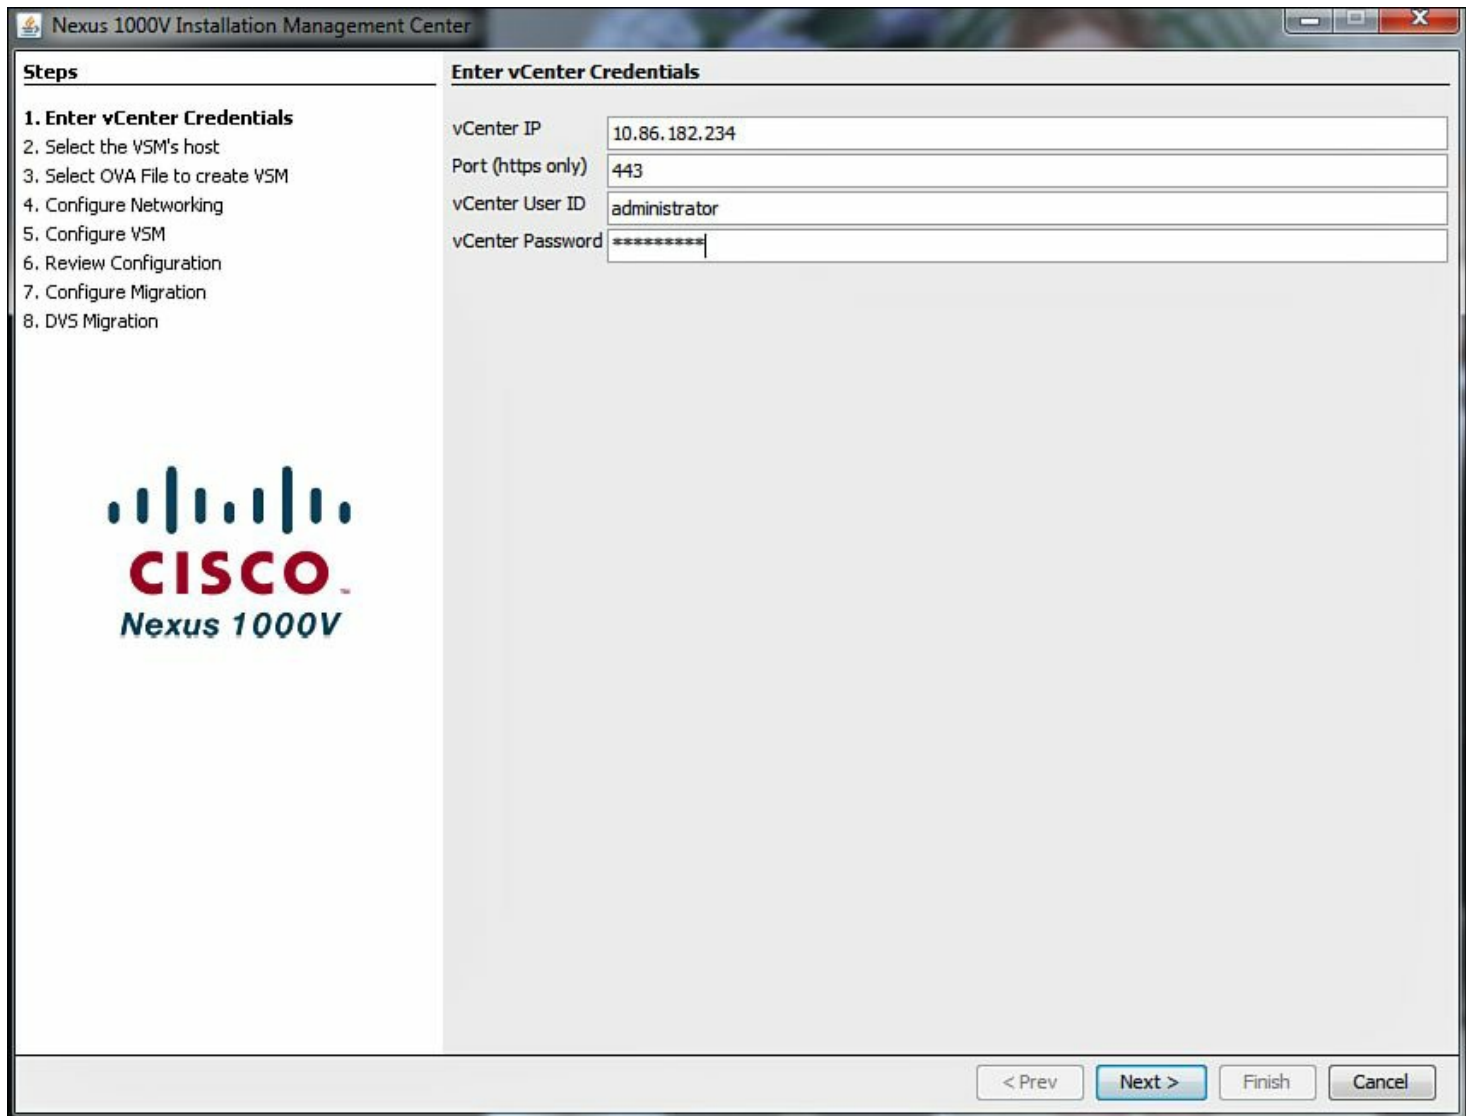 Nexus 1000V Installation Management Center
X
Steps
1. Enter vCenter Credentials
2. Select the VSM's host
3. Select OVA File to create VSM
4. Configure Networking
5. Configure VSM
6. Review Configuration
7. Configure Migration
8. DVS Migration
CISCO
Nexus 1000V
Enter vCenter Credentials
vCenter IP 10.86.182.234
Port (https only) 443
vCenter User ID administrator
vCenter Password *********
< Prev Next > Finish Cancel